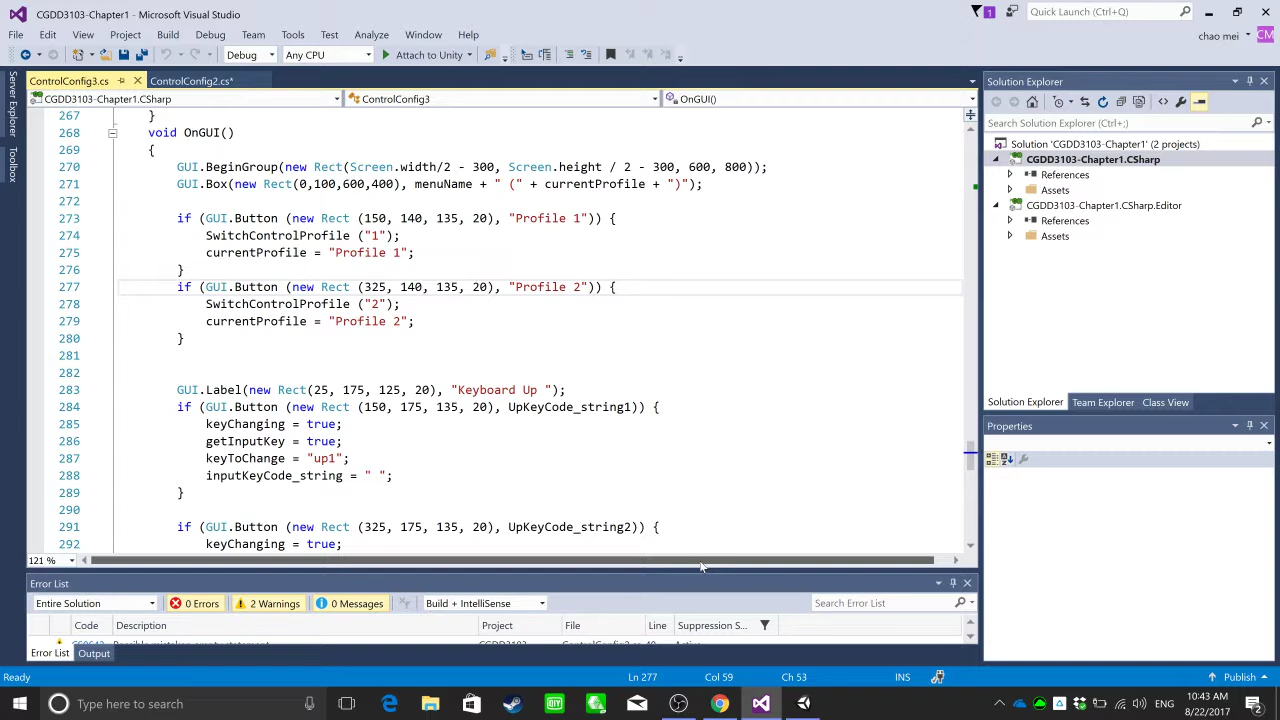 CGDD3103-Chapter1 - Microsoft Visual Studio
1
Quick Launch (Ctrl+Q)
File Edit View Project Build Debug Team Tools Test Analyze Window Help
chao mei
CM
Debug
Any CPU
Attach to Unity
Server Explorer
Toolbox
ControlConfig3.cs
ControlConfig2.cs*
CGDD3103-Chapter1.CSharp
ControlConfig3
OnGUI()
267 }
268 void OnGUI()
269 {
270 GUI.BeginGroup(new Rect(Screen.width/2 - 300, Screen.height / 2 - 300, 600, 800));
271 GUI.Box(new Rect(0,100,600,400), menuName + " (" + currentProfile + ")");
272
273 if (GUI.Button (new Rect (150, 140, 135, 20), "Profile 1")) {
274 SwitchControlProfile ("1");
275 currentProfile = "Profile 1";
276 }
277 if (GUI.Button (new Rect (325, 140, 135, 20), "Profile 2")) {
278 SwitchControlProfile ("2");
279 currentProfile = "Profile 2";
280 }
281
282
283 GUI.Label(new Rect(25, 175, 125, 20), "Keyboard Up ");
284 if (GUI.Button (new Rect (150, 175, 135, 20), UpKeyCode_string1)) {
285 keyChanging = true;
286 getInputKey = true;
287 keyToChange = "up1";
288 inputKeyCode_string = " ";
289 }
290
291 if (GUI.Button (new Rect (325, 175, 135, 20), UpKeyCode_string2)) {
292 keyChanging = true;
121 %
Solution Explorer
Search Solution Explorer (Ctrl+;)
Solution 'CGDD3103-Chapter1' (2 projects)
CGDD3103-Chapter1.CSharp
References
Assets
CGDD3103-Chapter1.CSharp.Editor
References
Assets
Solution Explorer Team Explorer Class View
Properties
Error List
Entire Solution
0 Errors
2 Warnings
0 Messages
Build + IntelliSense
Search Error List
Code Description Project File Line Suppression S...
Error List Output
Ready
Ln 277 Col 59 Ch 53 INS
Publish
Type here to search
DIY
ENG
10:43 AM
8/22/2017
2